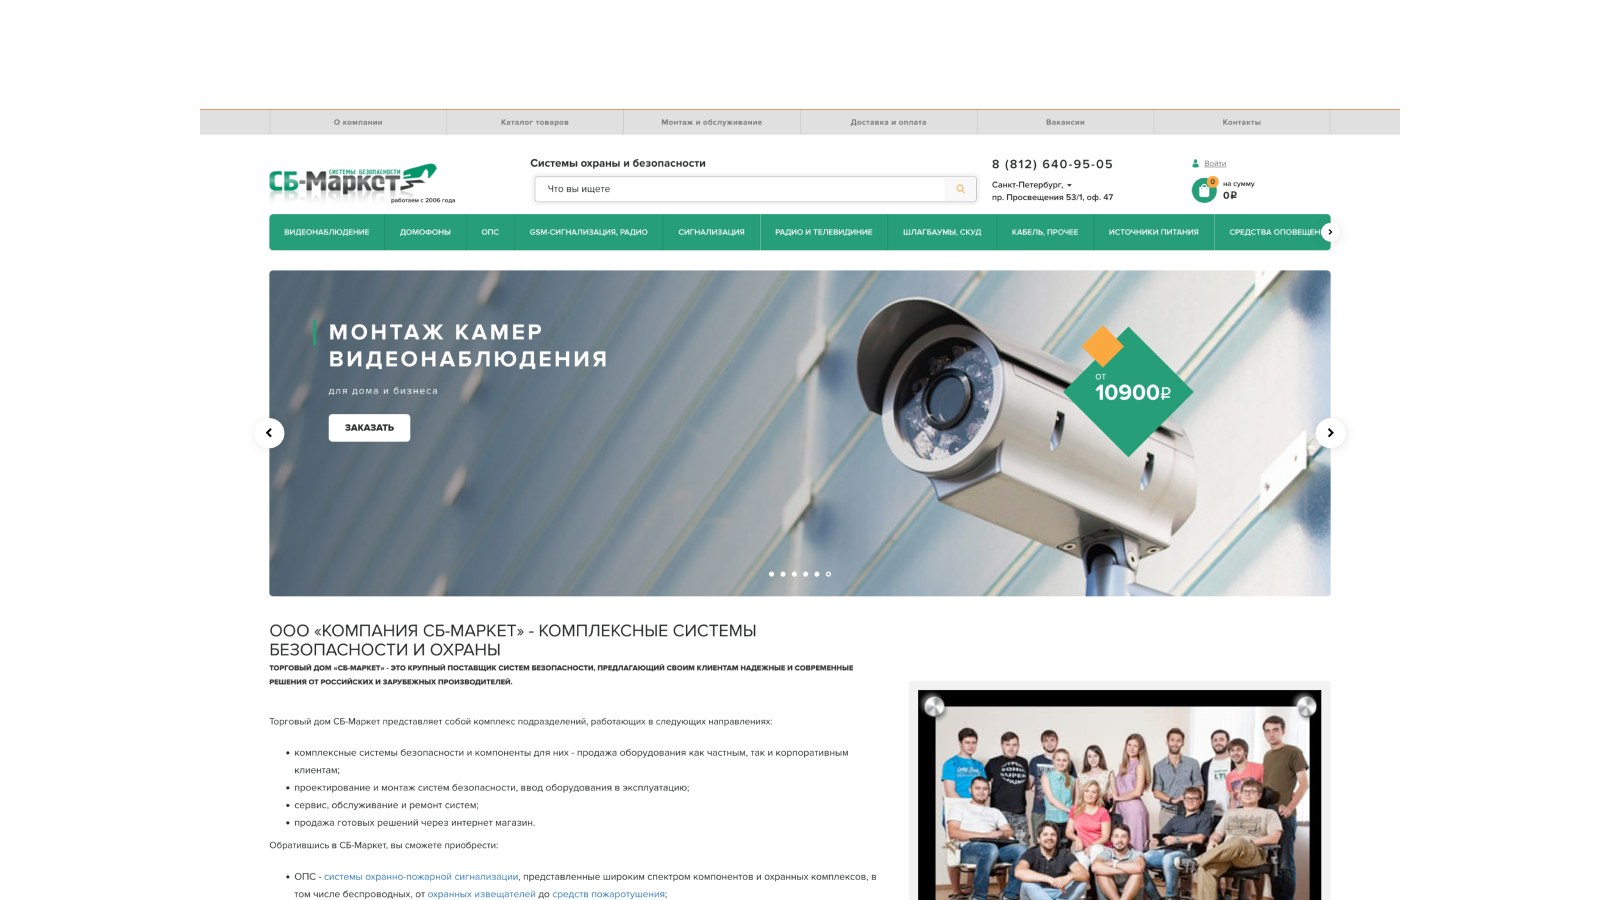 О компании
Каталог товаров
Монтаж и обслуживание
Доставка и оплата
Вакансии
Контакты
СИСТЕМЫ БЕЗОПАСНОСТИ
СБ-Маркет
работаем с 2006 года
Системы охраны и безопасности
Что вы ищете
8 (812) 640-95-05
Санкт-Петербург,
пр. Просвещения 53/1, оф. 47
Войти
0
на сумму
0₽
ВИДЕОНАБЛЮДЕНИЕ
ДОМОФОНЫ
ОПС
GSM-СИГНАЛИЗАЦИЯ, РАДИО
СИГНАЛИЗАЦИЯ
РАДИО И ТЕЛЕВИДИНИЕ
ШЛАГБАУМЫ, СКУД
КАБЕЛЬ, ПРОЧЕЕ
ИСТОЧНИКИ ПИТАНИЯ
СРЕДСТВА ОПОВЕЩЕН
МОНТАЖ КАМЕР
ВИДЕОНАБЛЮДЕНИЯ
для дома и бизнеса
ЗАКАЗАТЬ
от
10900₽
ООО «КОМПАНИЯ СБ-МАРКЕТ» - КОМПЛЕКСНЫЕ СИСТЕМЫ
БЕЗОПАСНОСТИ И ОХРАНЫ
ТОРГОВЫЙ ДОМ «СБ-МАРКЕТ» - ЭТО КРУПНЫЙ ПОСТАВЩИК СИСТЕМ БЕЗОПАСНОСТИ, ПРЕДЛАГАЮЩИЙ СВОИМ КЛИЕНТАМ НАДЕЖНЫЕ И СОВРЕМЕННЫЕ
РЕШЕНИЯ ОТ РОССИЙСКИХ И ЗАРУБЕЖНЫХ ПРОИЗВОДИТЕЛЕЙ.
Торговый дом СБ-Маркет представляет собой комплекс подразделений, работающих в следующих направлениях:
• комплексные системы безопасности и компоненты для них - продажа оборудования как частным, так и корпоративным
клиентам;
• проектирование и монтаж систем безопасности, ввод оборудования в эксплуатацию;
• сервис, обслуживание и ремонт систем;
• продажа готовых решений через интернет магазин.
Обратившись в СБ-Маркет, вы сможете приобрести:
• ОПС - системы охранно-пожарной сигнализации, представленные широким спектром компонентов и охранных комплексов, в
том числе беспроводных, от охранных извещателей до средств пожаротушения;